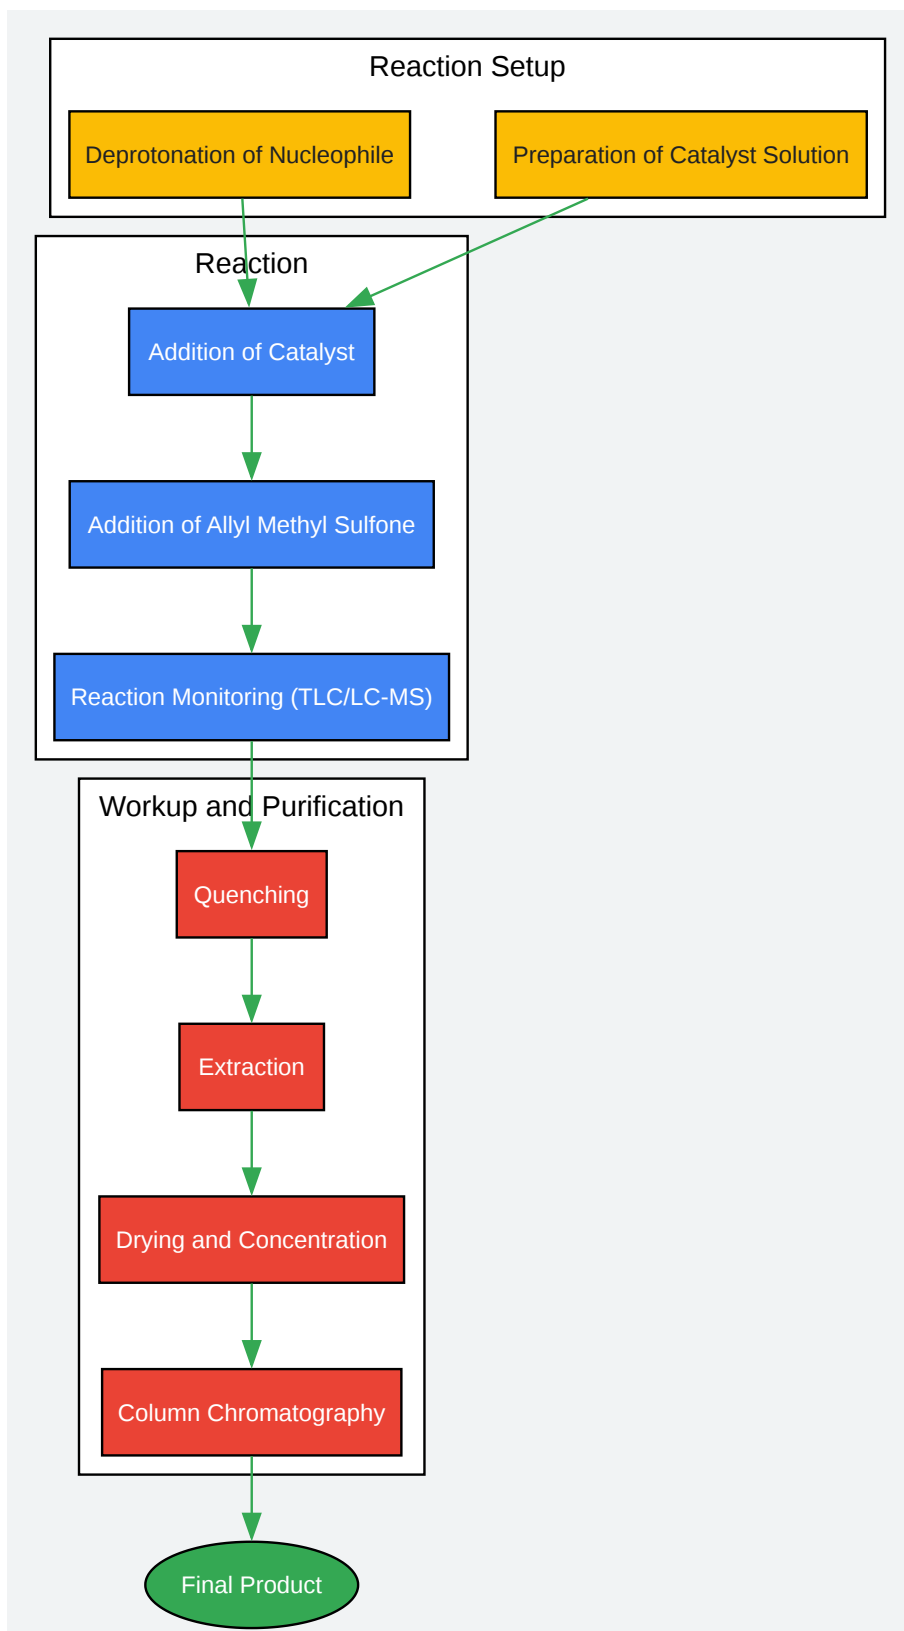 Reaction Setup
Deprotonation of Nucleophile
Preparation of Catalyst Solution
Reaction
Addition of Catalyst
Addition of Allyl Methyl Sulfone
Reaction Monitoring (TLC/LC-MS)
Workup and Purification
Quenching
Extraction
Drying and Concentration
Column Chromatography
Final Product